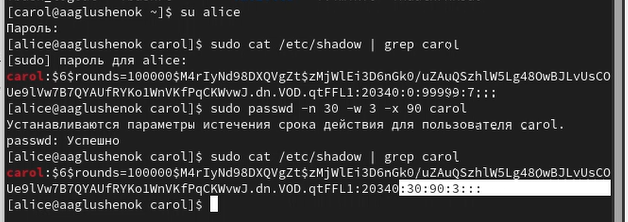 [carol@aaglushenok ~]$ su alice
Пароль:
[alice@aaglushenok carol]$ sudo cat /etc/shadow | grep carol
[sudo] пароль для alice:
carol:$6$rounds=100000$M4rIyNd98DXQVgZt$zMjWlEi3D6nGk0/uZAuQSzhlW5Lg48OwBJLvUsCO
Ue9lVw7B7QYAUfRYKo1WnVKfPqCKWvwJ.dn.VOD.qtFFL1:20340:0:99999:7:::
[alice@aaglushenok carol]$ sudo passwd -n 30 -w 3 -x 90 carol
Устанавливаются параметры истечения срока действия для пользователя carol.
passwd: Успешно
[alice@aaglushenok carol]$ sudo cat /etc/shadow | grep carol
carol:$6$rounds=100000$M4rIyNd98DXQVgZt$zMjWlEi3D6nGk0/uZAuQSzhlW5Lg48OwBJLvUsCO
Ue9lVw7B7QYAUfRYKo1WnVKfPqCKWvwJ.dn.VOD.qtFFL1:20340:30:90:3:::
[alice@aaglushenok carol]$